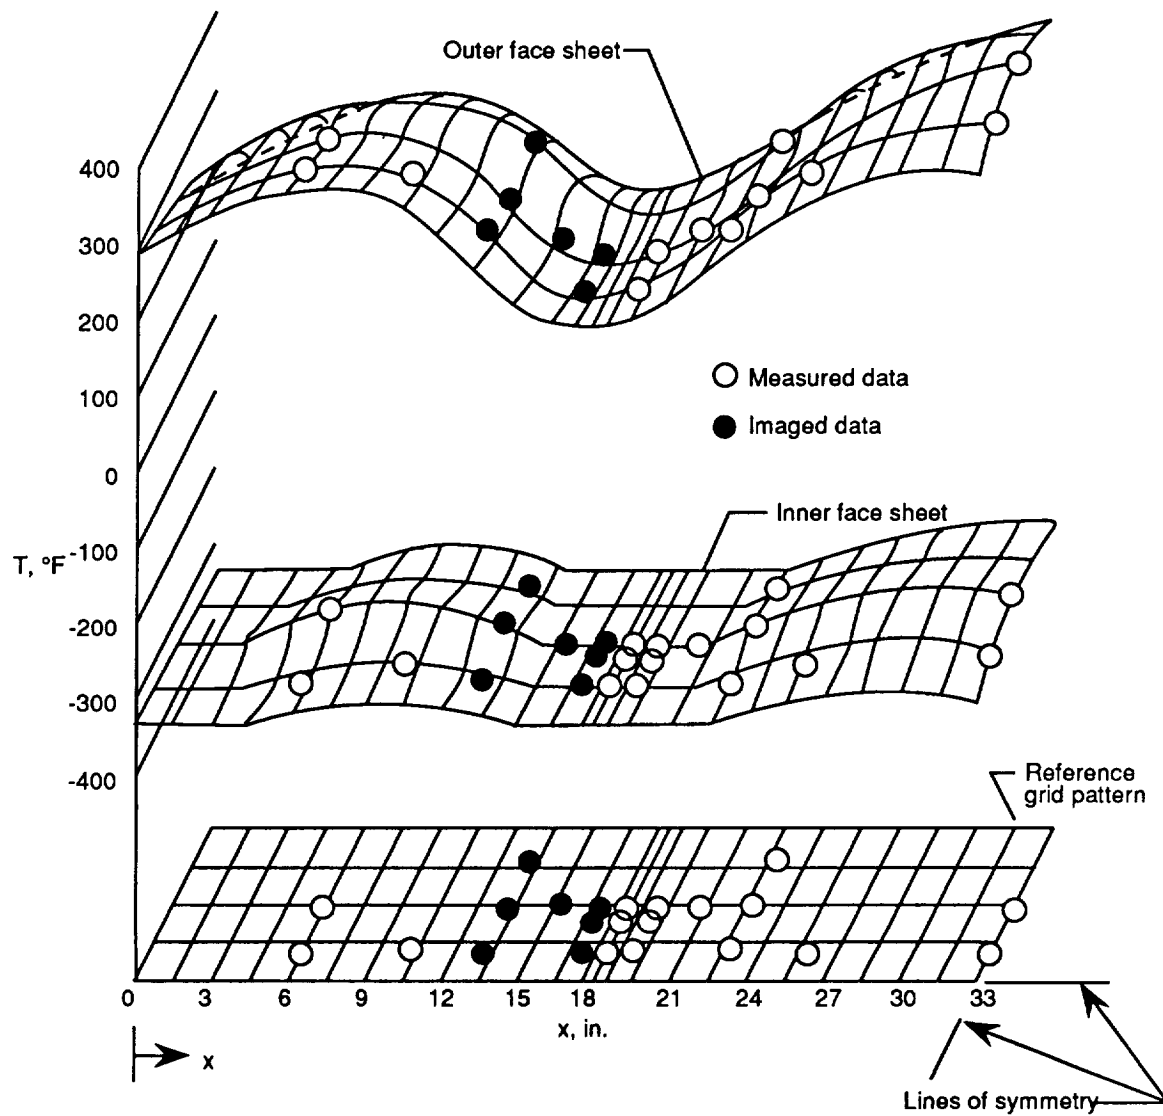 Outer face sheet
400
300
200
100
0
-100
-200
-300
-400
T, °F
Measured data
Imaged data
Inner face sheet
Reference
grid pattern
0 3 6 9 12 15 18 21 24 27 30 33
x, in.
x
Lines of symmetry